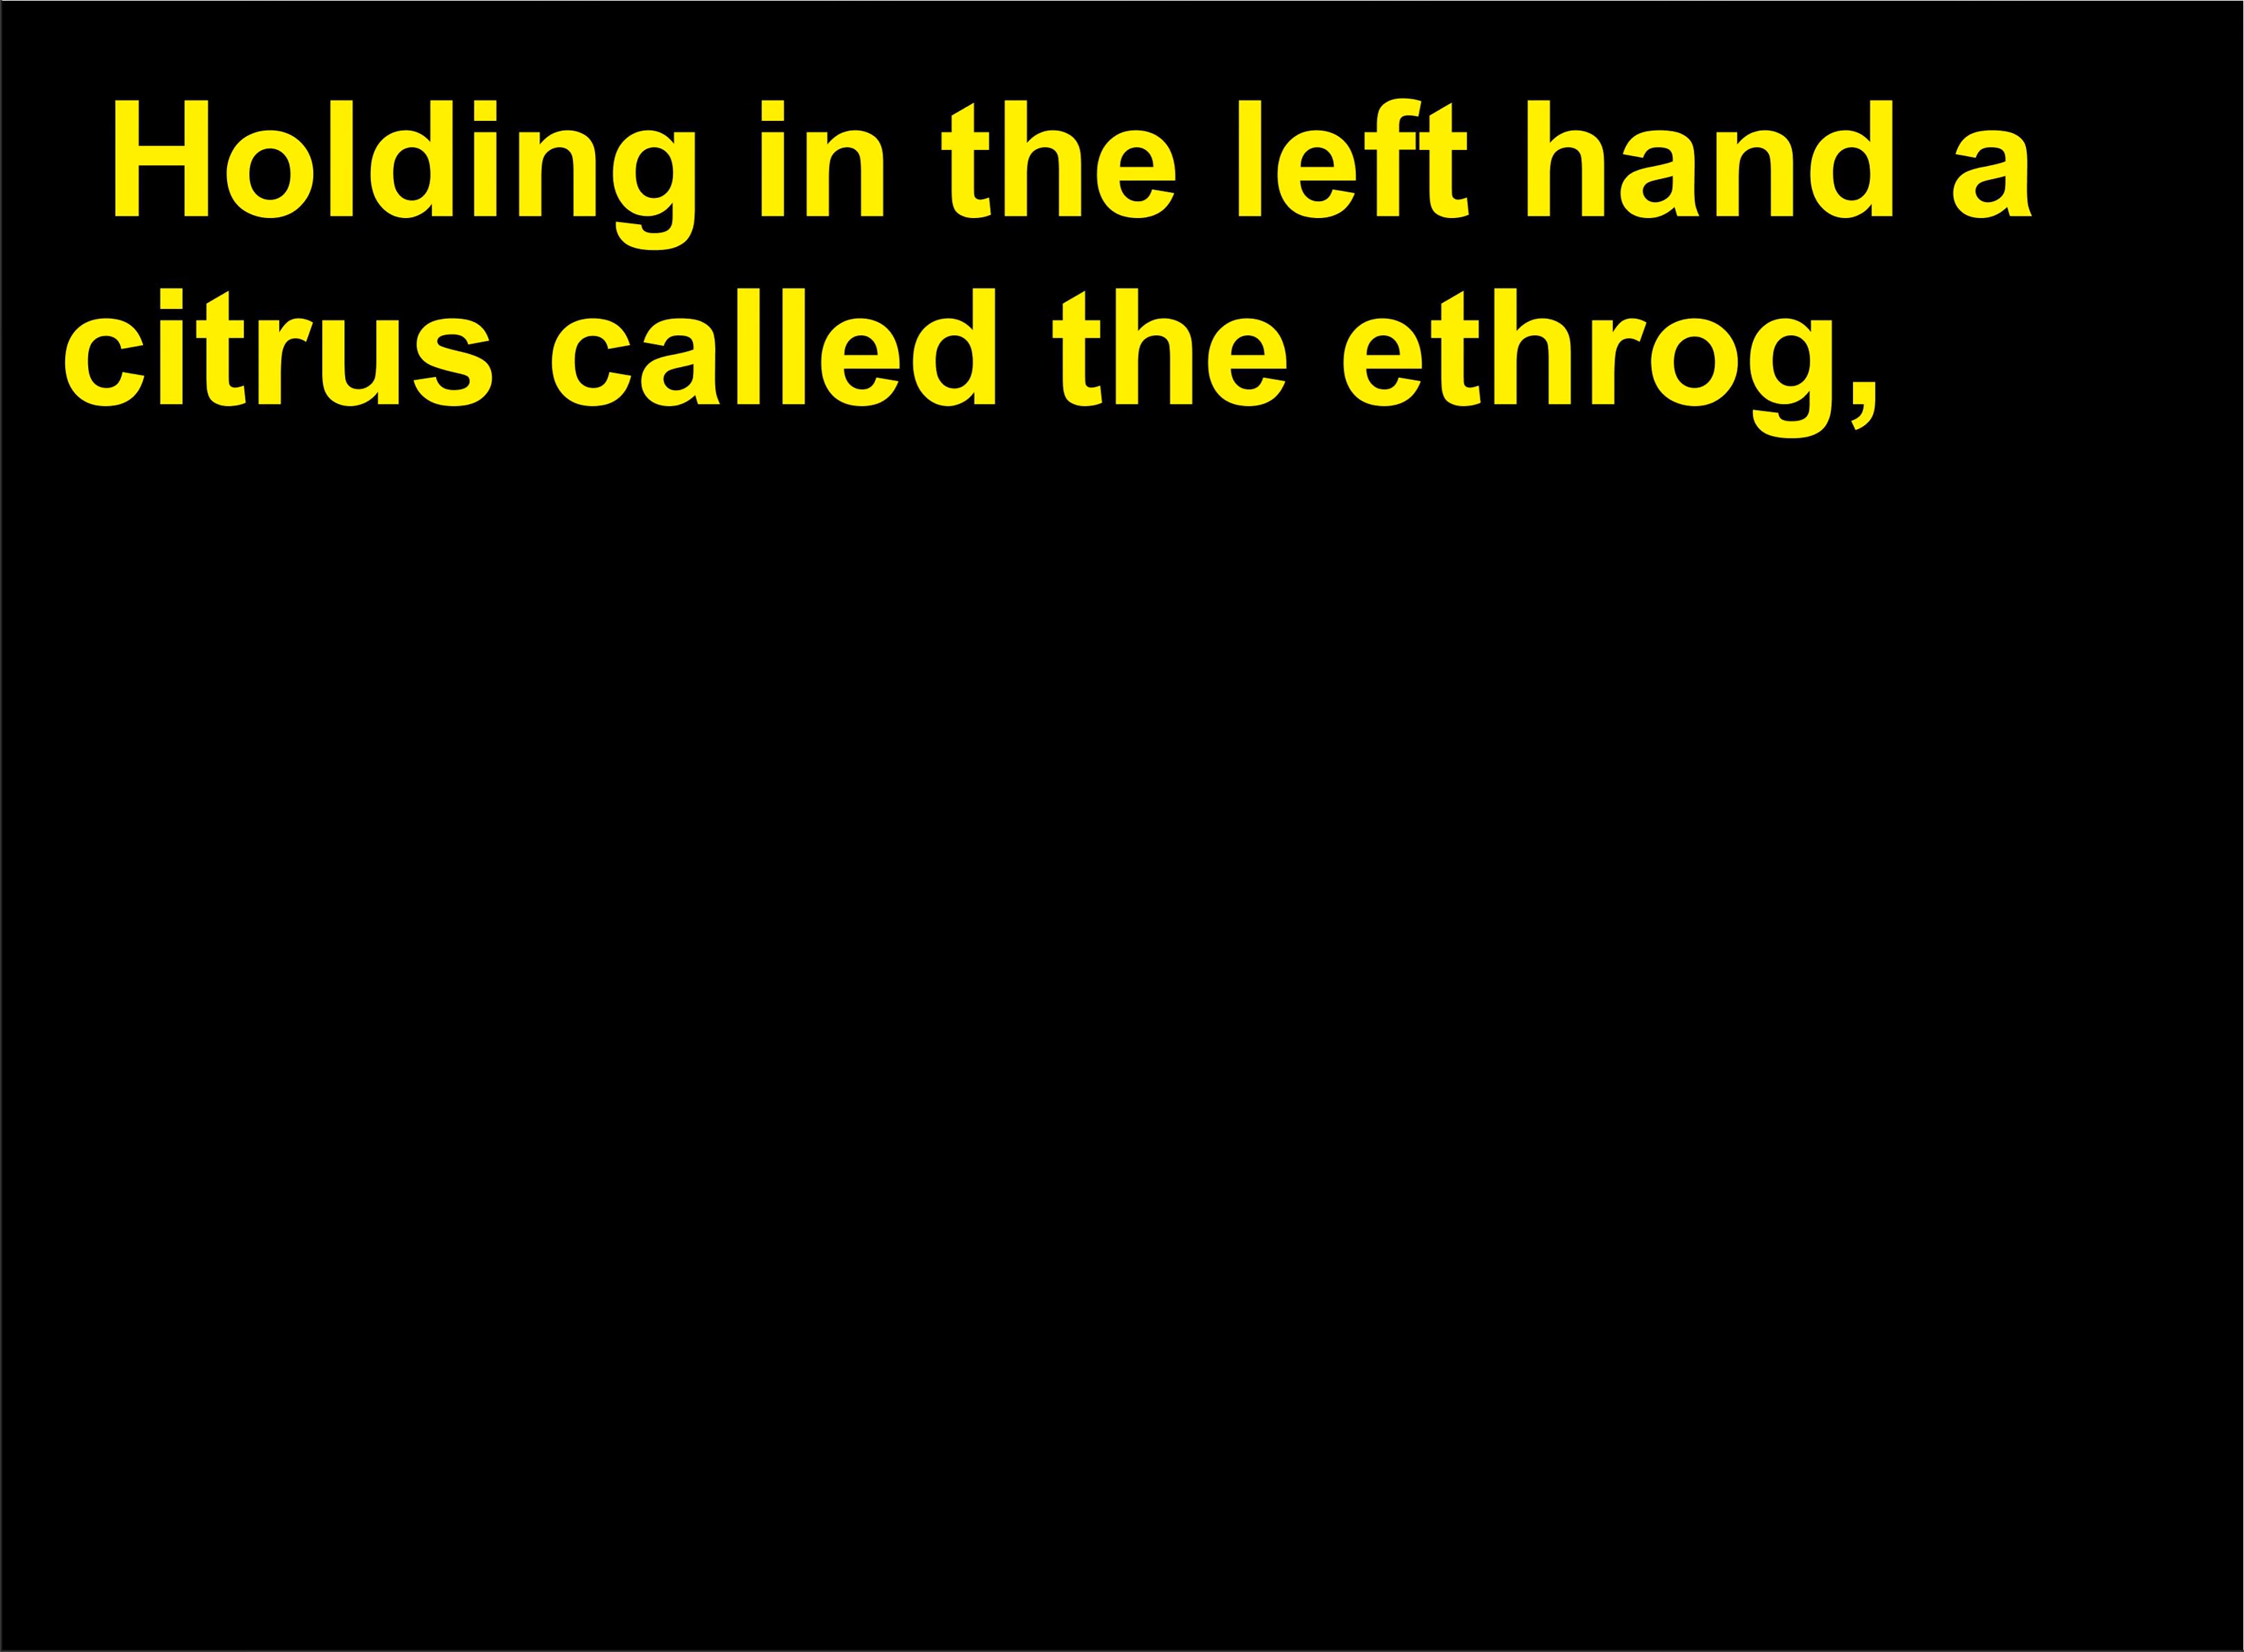 Holding in the left hand a
citrus called the ethrog,